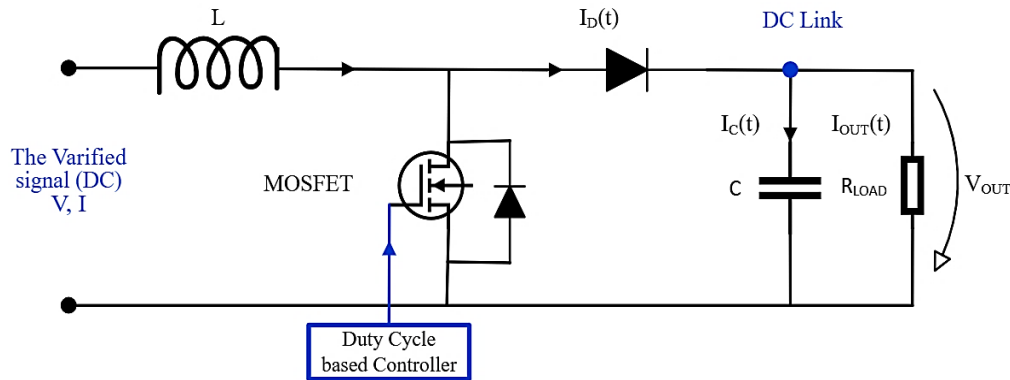 L
I_D(t)
DC Link
The Varified
signal (DC)
V, I
MOSFET
I_C(t)
I_OUT(t)
C
R_LOAD
V_OUT
Duty Cycle
based Controller